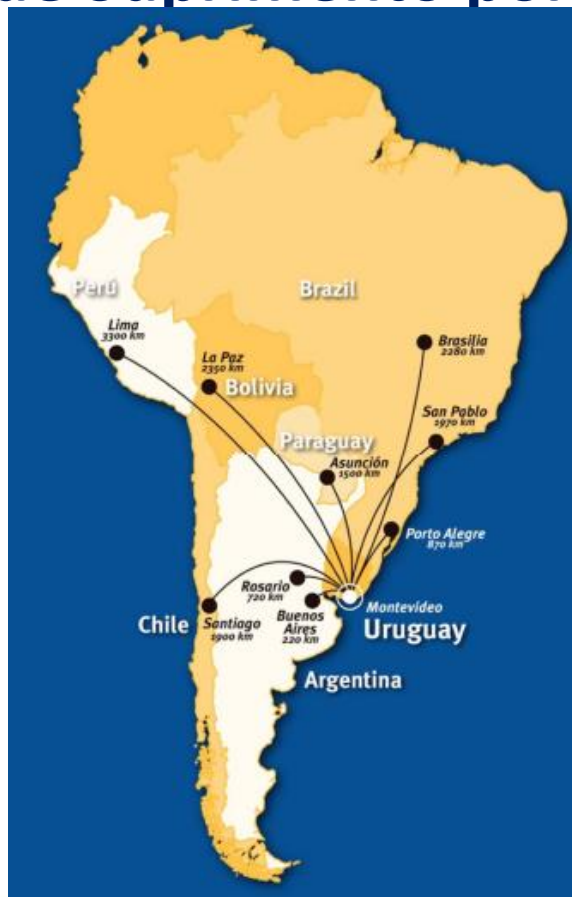 Perú
Brazil
Lima
3300 km
Brasilia
2280 km
La Paz
2350 km
Bolivia
San Pablo
1970 km
Paraguay
Asunción
1500 km
Porto Alegre
870 km
Rosario
720 km
Montevideo
Chile
Santiago
1900 km
Buenos
Aires
220 km
Uruguay
Argentina